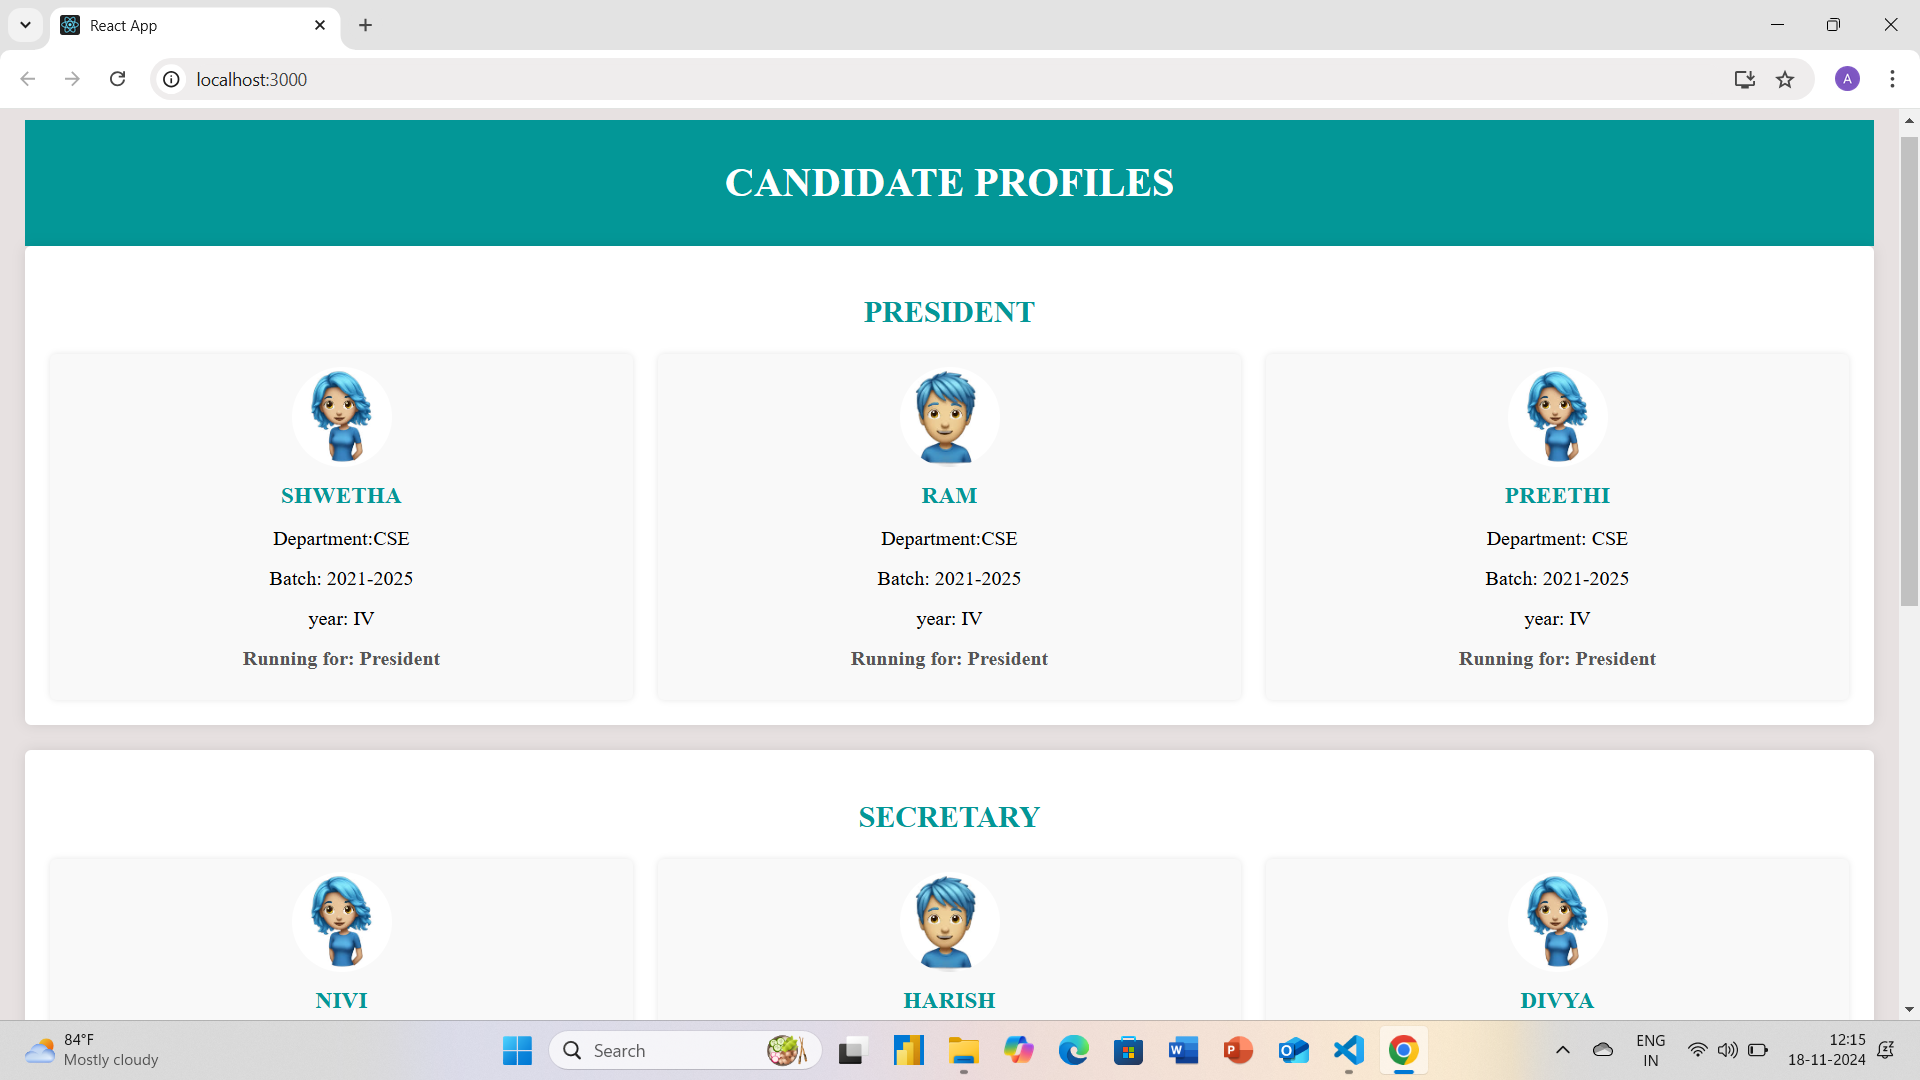 React App
localhost:3000
A
CANDIDATE PROFILES
PRESIDENT
SHWETHA
Department:CSE
Batch: 2021-2025
year: IV
Running for: President
RAM
Department:CSE
Batch: 2021-2025
year: IV
Running for: President
PREETHI
Department: CSE
Batch: 2021-2025
year: IV
Running for: President
SECRETARY
NIVI
HARISH
DIVYA
84°F
Mostly cloudy
Search
ENG
IN
12:15
18-11-2024